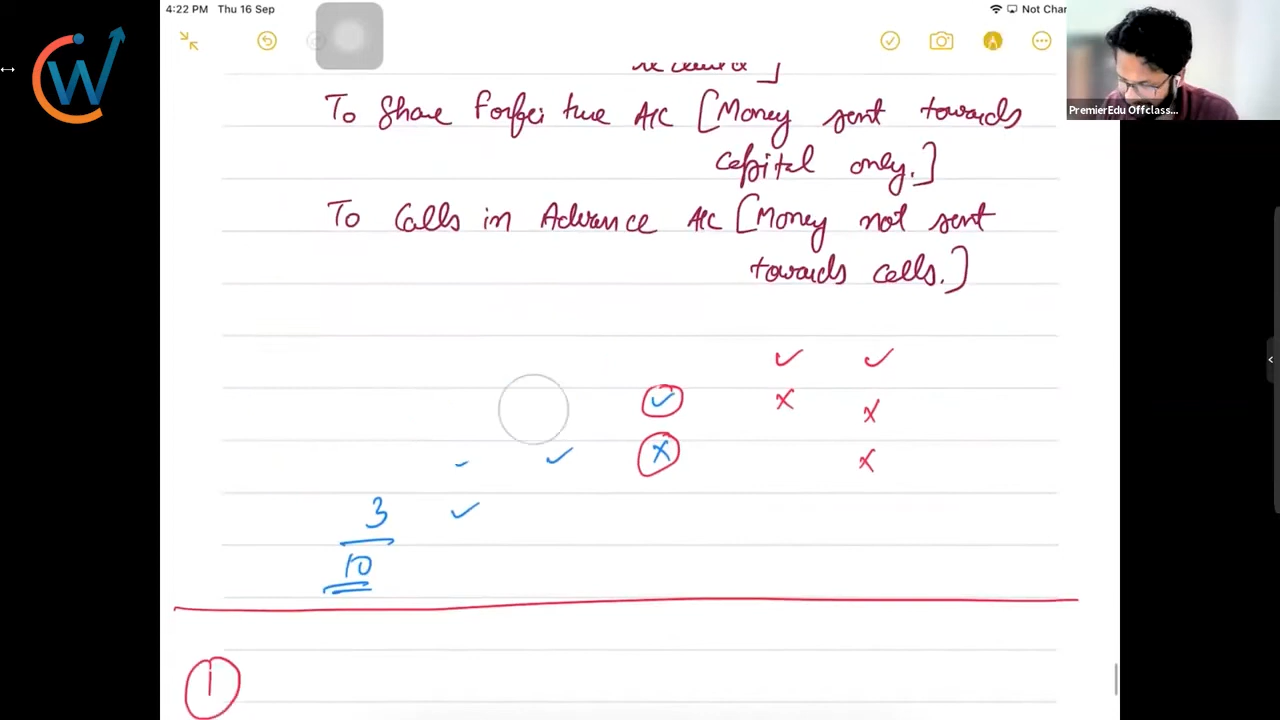 4:22 PM Thu 16 Sep
Not Char
PremierEdu Offclass...
W
To Share Forfeiture A/C [Money sent towards
capital only.]
To Calls in Advance A/C [Money not sent
towards calls.]
✓ ✓
✓ x x
- ✓ x x
3 ✓
10
1